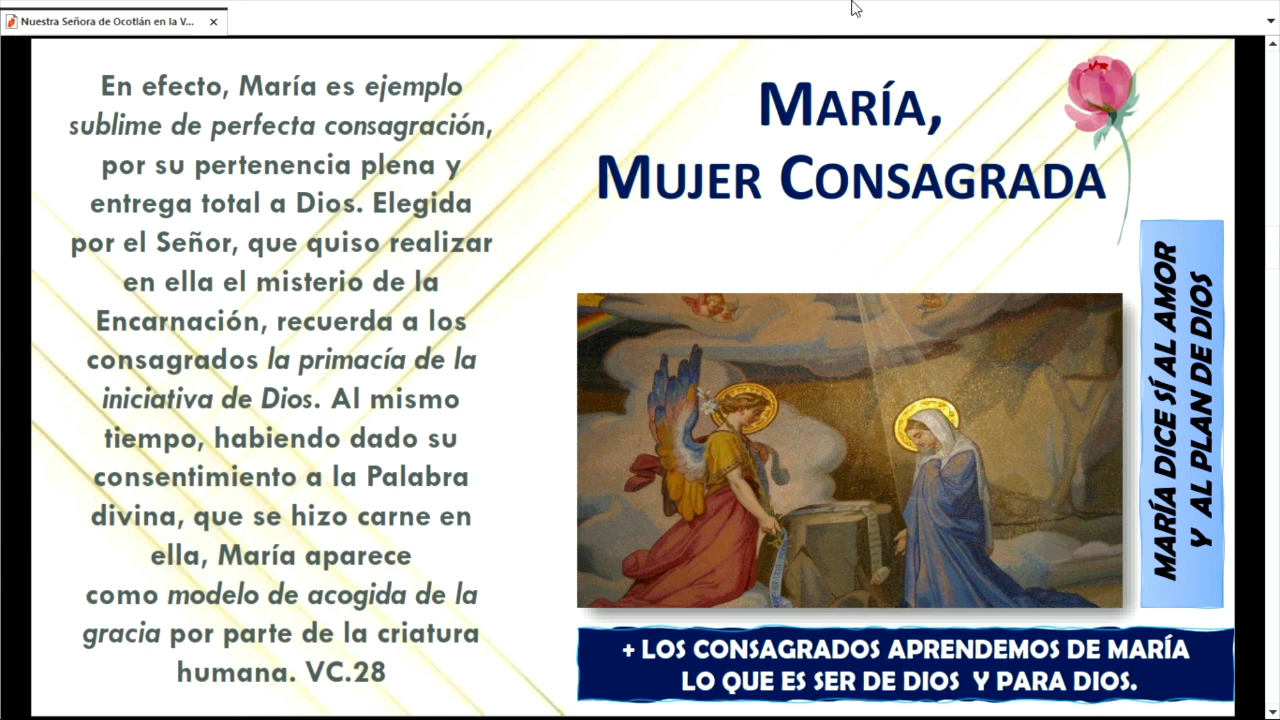 Nuestra Señora de Ocotlán en la V...
En efecto, María es ejemplo
sublime de perfecta consagración,
por su pertenencia plena y
entrega total a Dios. Elegida
por el Señor, que quiso realizar
en ella el misterio de la
Encarnación, recuerda a los
consagrados la primacía de la
iniciativa de Dios. Al mismo
tiempo, habiendo dado su
consentimiento a la Palabra
divina, que se hizo carne en
ella, María aparece
como modelo de acogida de la
gracia por parte de la criatura
humana. VC.28
MARÍA,
MUJER CONSAGRADA
MARÍA DICE SÍ AL AMOR
Y AL PLAN DE DIOS
+ LOS CONSAGRADOS APRENDEMOS DE MARÍA
LO QUE ES SER DE DIOS Y PARA DIOS.